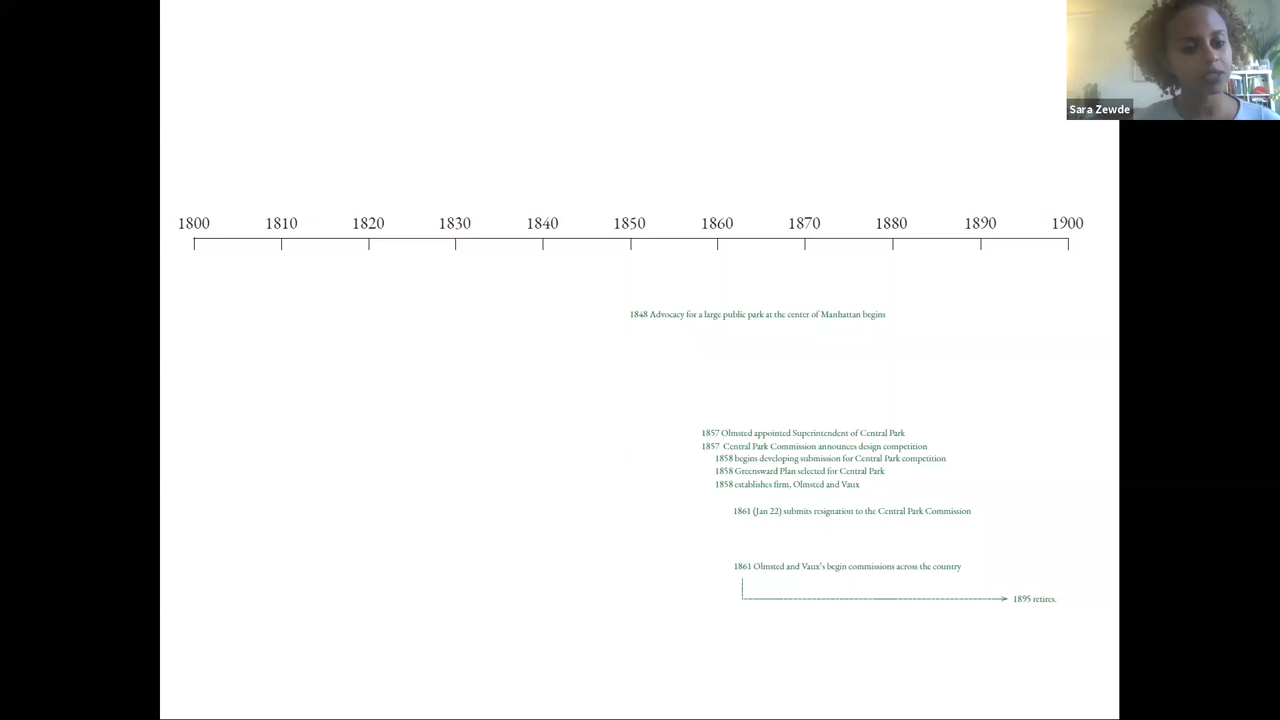 Sara Zewde
1800 1810 1820 1830 1840 1850 1860 1870 1880 1890 1900
1848 Advocacy for a large public park at the center of Manhattan begins
1857 Olmsted appointed Superintendent of Central Park
1857 Central Park Commission announces design competition
1858 begins developing submission for Central Park competition
1858 Greensward Plan selected for Central Park
1858 establishes firm, Olmsted and Vaux
1861 (Jan 22) submits resignation to the Central Park Commission
1861 Olmsted and Vaux's begin commissions across the country
1895 retires.